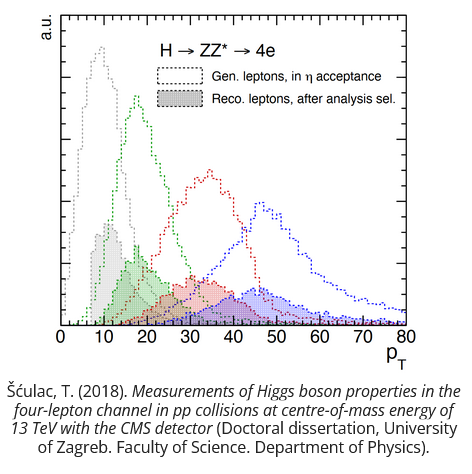 a.u.
H → ZZ* → 4e
Gen. leptons, in η acceptance
Reco. leptons, after analysis sel.
0 10 20 30 40 50 60 70 80
pT
Šćulac, T. (2018). Measurements of Higgs boson properties in the
four-lepton channel in pp collisions at centre-of-mass energy of
13 TeV with the CMS detector (Doctoral dissertation, University
of Zagreb. Faculty of Science. Department of Physics).